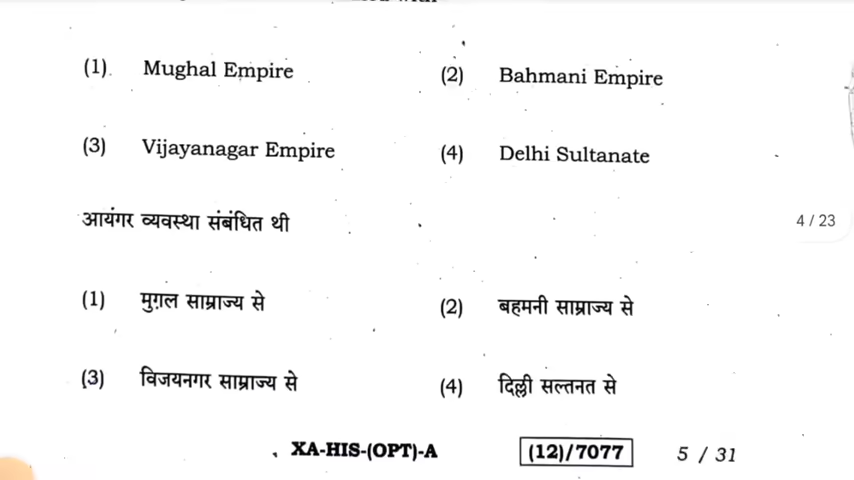 (1) Mughal Empire (2) Bahmani Empire
(3) Vijayanagar Empire (4) Delhi Sultanate
आयंगर व्यवस्था संबंधित थी
4 / 23
(1) मुग़ल साम्राज्य से (2) बहमनी साम्राज्य से
(3) विजयनगर साम्राज्य से (4) दिल्ली सल्तनत से
XA-HIS-(OPT)-A (12)/7077 5 / 31